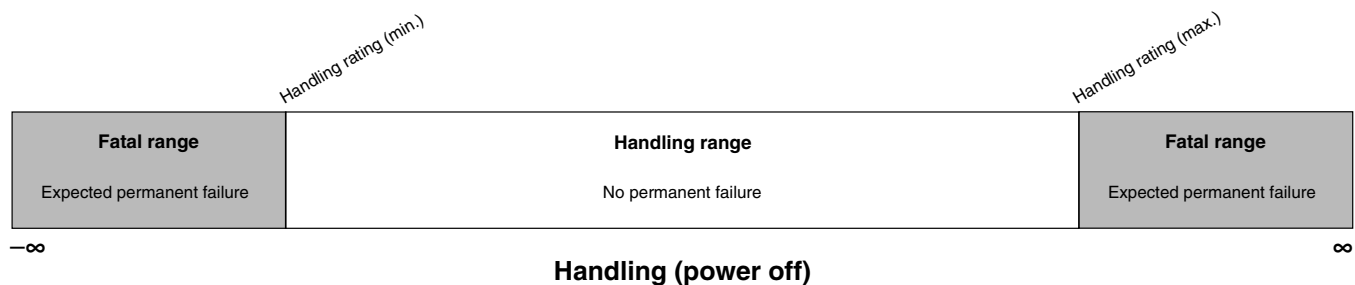 Handling rating (min.)
Handling rating (max.)
Fatal range
Handling range
Fatal range
Expected permanent failure
No permanent failure
Expected permanent failure
–∞
∞
Handling (power off)